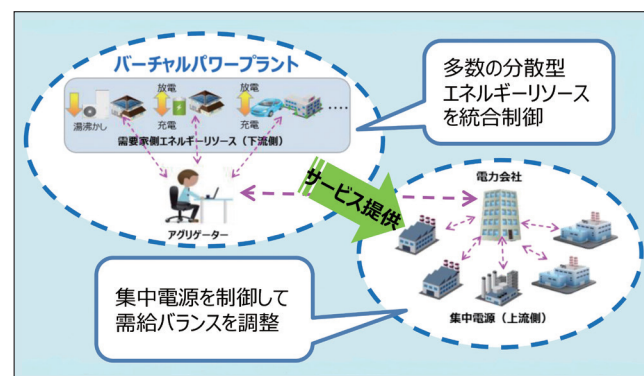 バーチャルパワープラント
放電
放電
湯沸かし
充電
充電
‥‥
需要家側エネルギーリソース（下流側）
アグリゲーター
多数の分散型
エネルギーリソース
を統合制御
サービス提供
電力会社
集中電源（上流側）
集中電源を制御して
需給バランスを調整